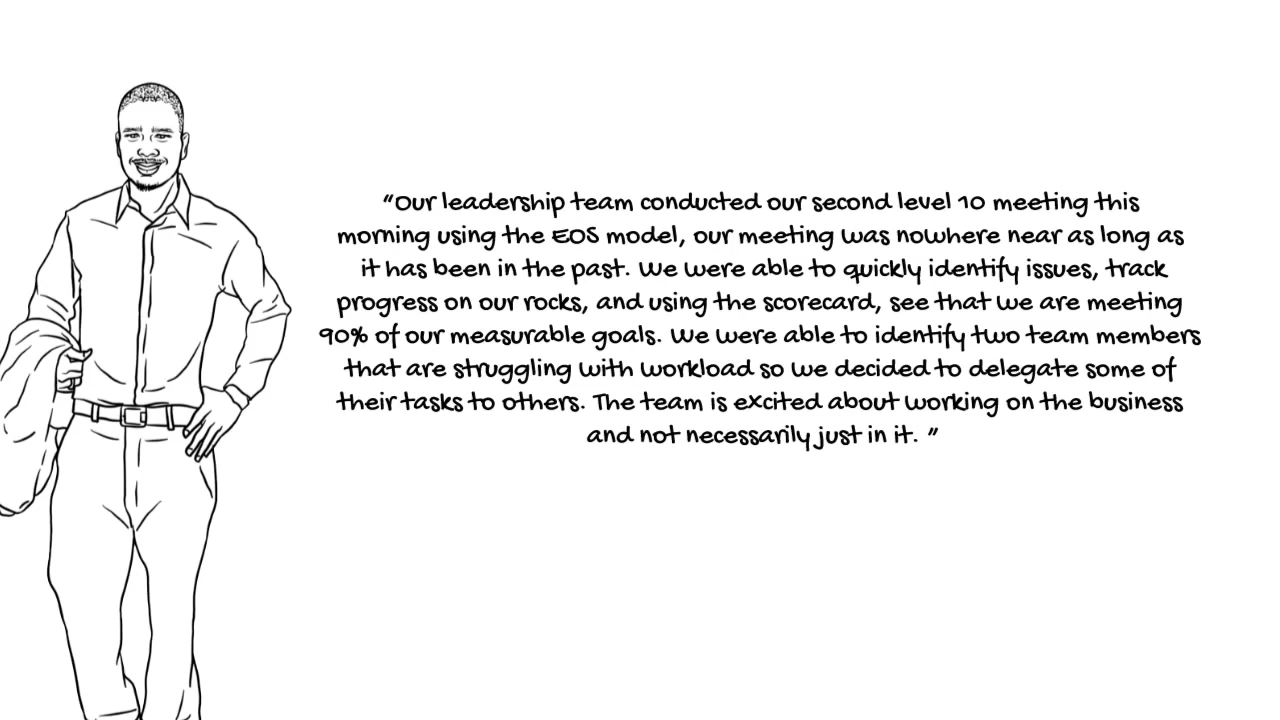 "Our leadership team conducted our second level 10 meeting this
morning using the EOS model, our meeting was nowhere near as long as
it has been in the past. We were able to quickly identify issues, track
progress on our rocks, and using the scorecard, see that we are meeting
90% of our measurable goals. We were able to identify two team members
that are struggling with workload so we decided to delegate some of
their tasks to others. The team is excited about working on the business
and not necessarily just in it. "